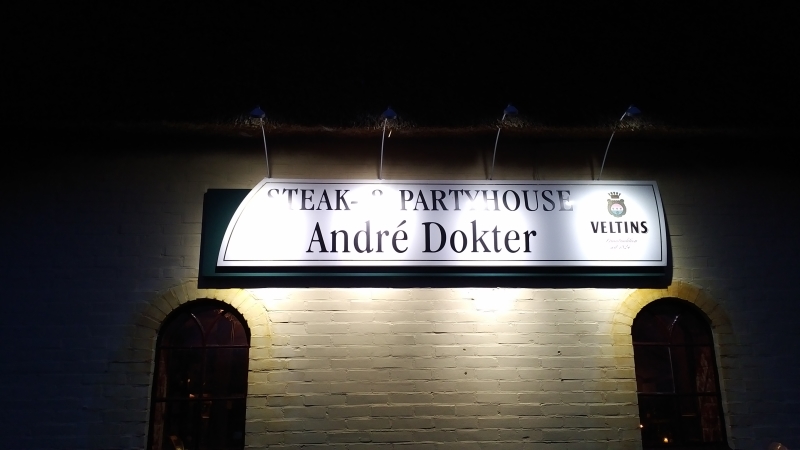 STEAK- & PARTYHOUSE
André Dokter
VELTINS